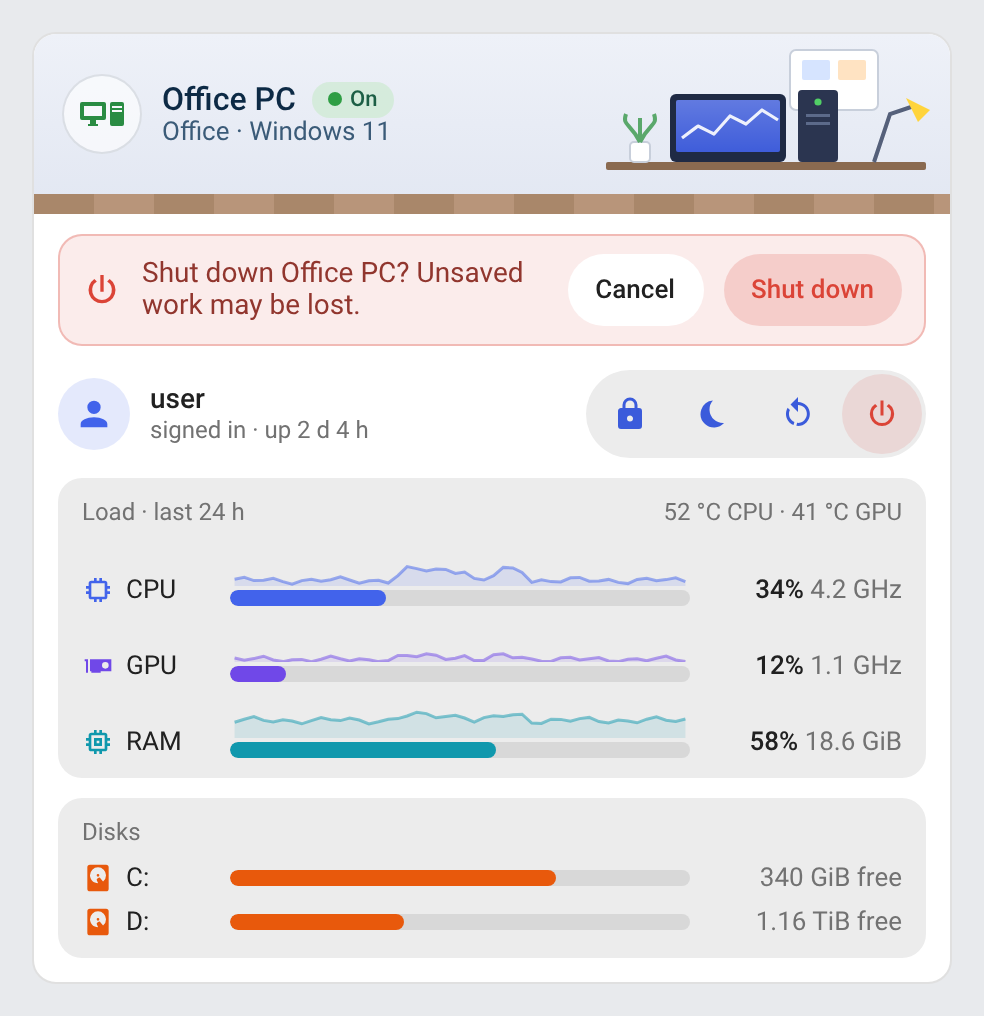 Office PC On
Office · Windows 11
Shut down Office PC? Unsaved
work may be lost.
Cancel
Shut down
user
signed in · up 2 d 4 h
Load · last 24 h
52 °C CPU · 41 °C GPU
CPU
34% 4.2 GHz
GPU
12% 1.1 GHz
RAM
58% 18.6 GiB
Disks
C:
340 GiB free
D:
1.16 TiB free